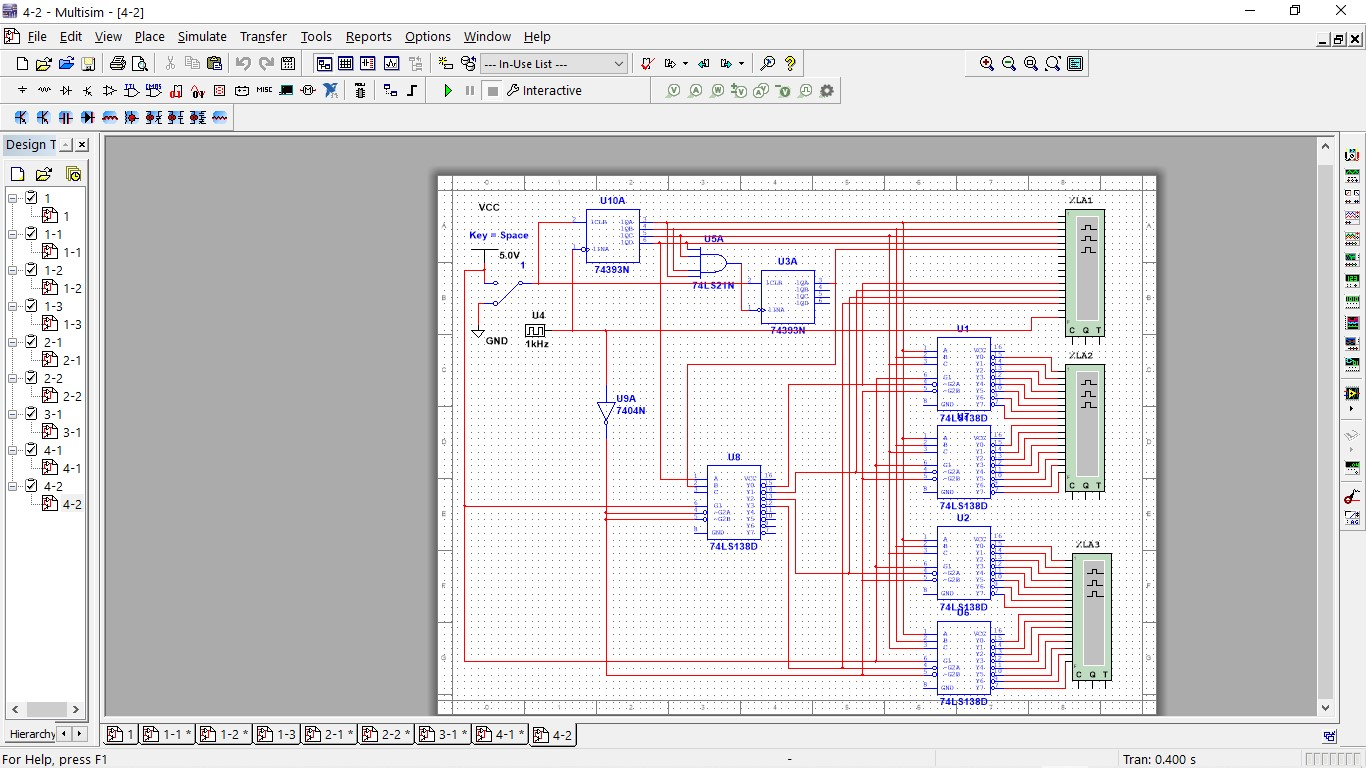 4-2 - Multisim - [4-2]
File Edit View Place Simulate Transfer Tools Reports Options Window Help
--- In-Use List ---
MISC Interactive
Design T
1
1
1-1
1-1
1-2
1-2
1-3
1-3
2-1
2-1
2-2
2-2
3-1
3-1
4-1
4-1
4-2
4-2
Hierarchy
VCC
Key = Space
5.0V
1
GND
U4
1kHz
U10A
74393N
U5A
74LS21N
U3A
74393N
U9A
7404N
U8
74LS138D
U1
74LS138D
U7
74LS138D
U2
74LS138D
U6
74LS138D
XLA1
C Q T
XLA2
C Q T
XLA3
C Q T
1 1-1 * 1-2 * 1-3 2-1 * 2-2 * 3-1 * 4-1 * 4-2
For Help, press F1 - Tran: 0.400 s